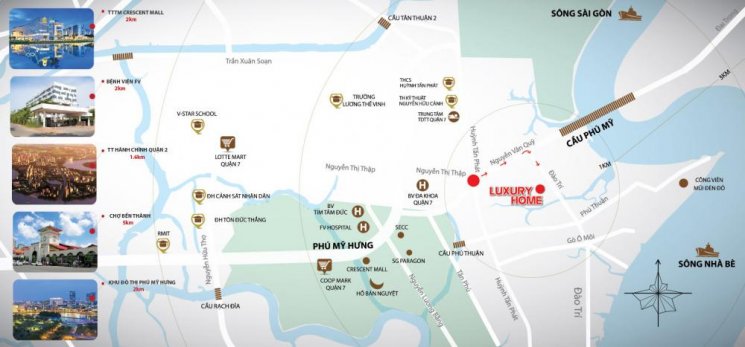 TTTM CRESCENT MALL
2km
BỆNH VIỆN FV
2km
TT HÀNH CHÍNH QUẬN 2
1.6km
CHỢ BẾN THÀNH
5km
KHU ĐÔ THỊ PHÚ MỸ HƯNG
2km
CẦU TÂN THUẬN 2
SÔNG SÀI GÒN
Trần Xuân Soạn
5KM
V-STAR SCHOOL
TRƯỜNG
LƯƠNG THẾ VINH
THCS
HUỲNH TẤN PHÁT
TH KỸ THUẬT
NGUYỄN HỮU CẢNH
TRUNG TÂM
TDTT QUẬN 7
Huỳnh Tấn Phát
Nguyễn Văn Quỳ
CẦU PHÚ MỸ
1KM
LOTTE MART
QUẬN 7
Nguyễn Thị Thập
Nguyễn Thị Thập
BV ĐA KHOA
QUẬN 7
LUXURY
HOME
Đào Trí
Phú Thuận
CÔNG VIÊN
MŨI ĐÈN ĐỎ
ĐH CẢNH SÁT NHÂN DÂN
ĐH TÔN ĐỨC THẮNG
RMIT
Nguyễn Hữu Thọ
BV
TIM TÂM ĐỨC
FV HOSPITAL
PHÚ MỸ HƯNG
SECC
SG PARAGON
CRESCENT MALL
COOP MARK
QUẬN 7
HỒ BÁN NGUYỆT
CẦU RẠCH ĐĨA
Nguyễn Lương Bằng
Tân Phú
CẦU PHÚ THUẬN
Huỳnh Tấn Phát
Gò Ô Môi
Đào Trí
SÔNG NHÀ BÈ